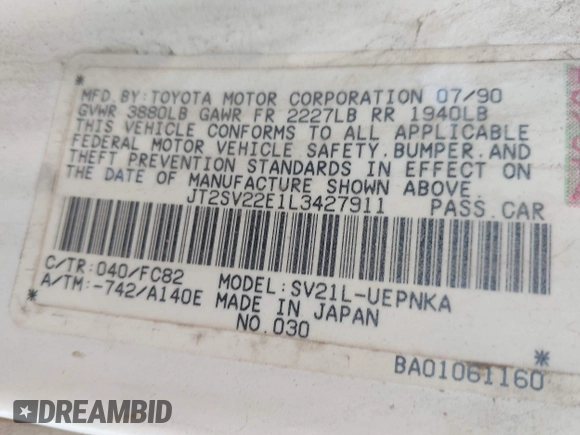 MFD. BY: TOYOTA MOTOR CORPORATION 07/90
GVWR 3880LB GAWR FR 2227LB RR 1940LB
THIS VEHICLE CONFORMS TO ALL APPLICABLE
FEDERAL MOTOR VEHICLE SAFETY, BUMPER, AND
THEFT PREVENTION STANDARDS IN EFFECT ON
THE DATE OF MANUFACTURE SHOWN ABOVE.
JT2SV22E1L3427911 PASS. CAR
C/TR: 040/FC82 MODEL: SV21L-UEPNKA
A/TM: -742/A140E MADE IN JAPAN
NO. 030
BA01061160
DREAMBID